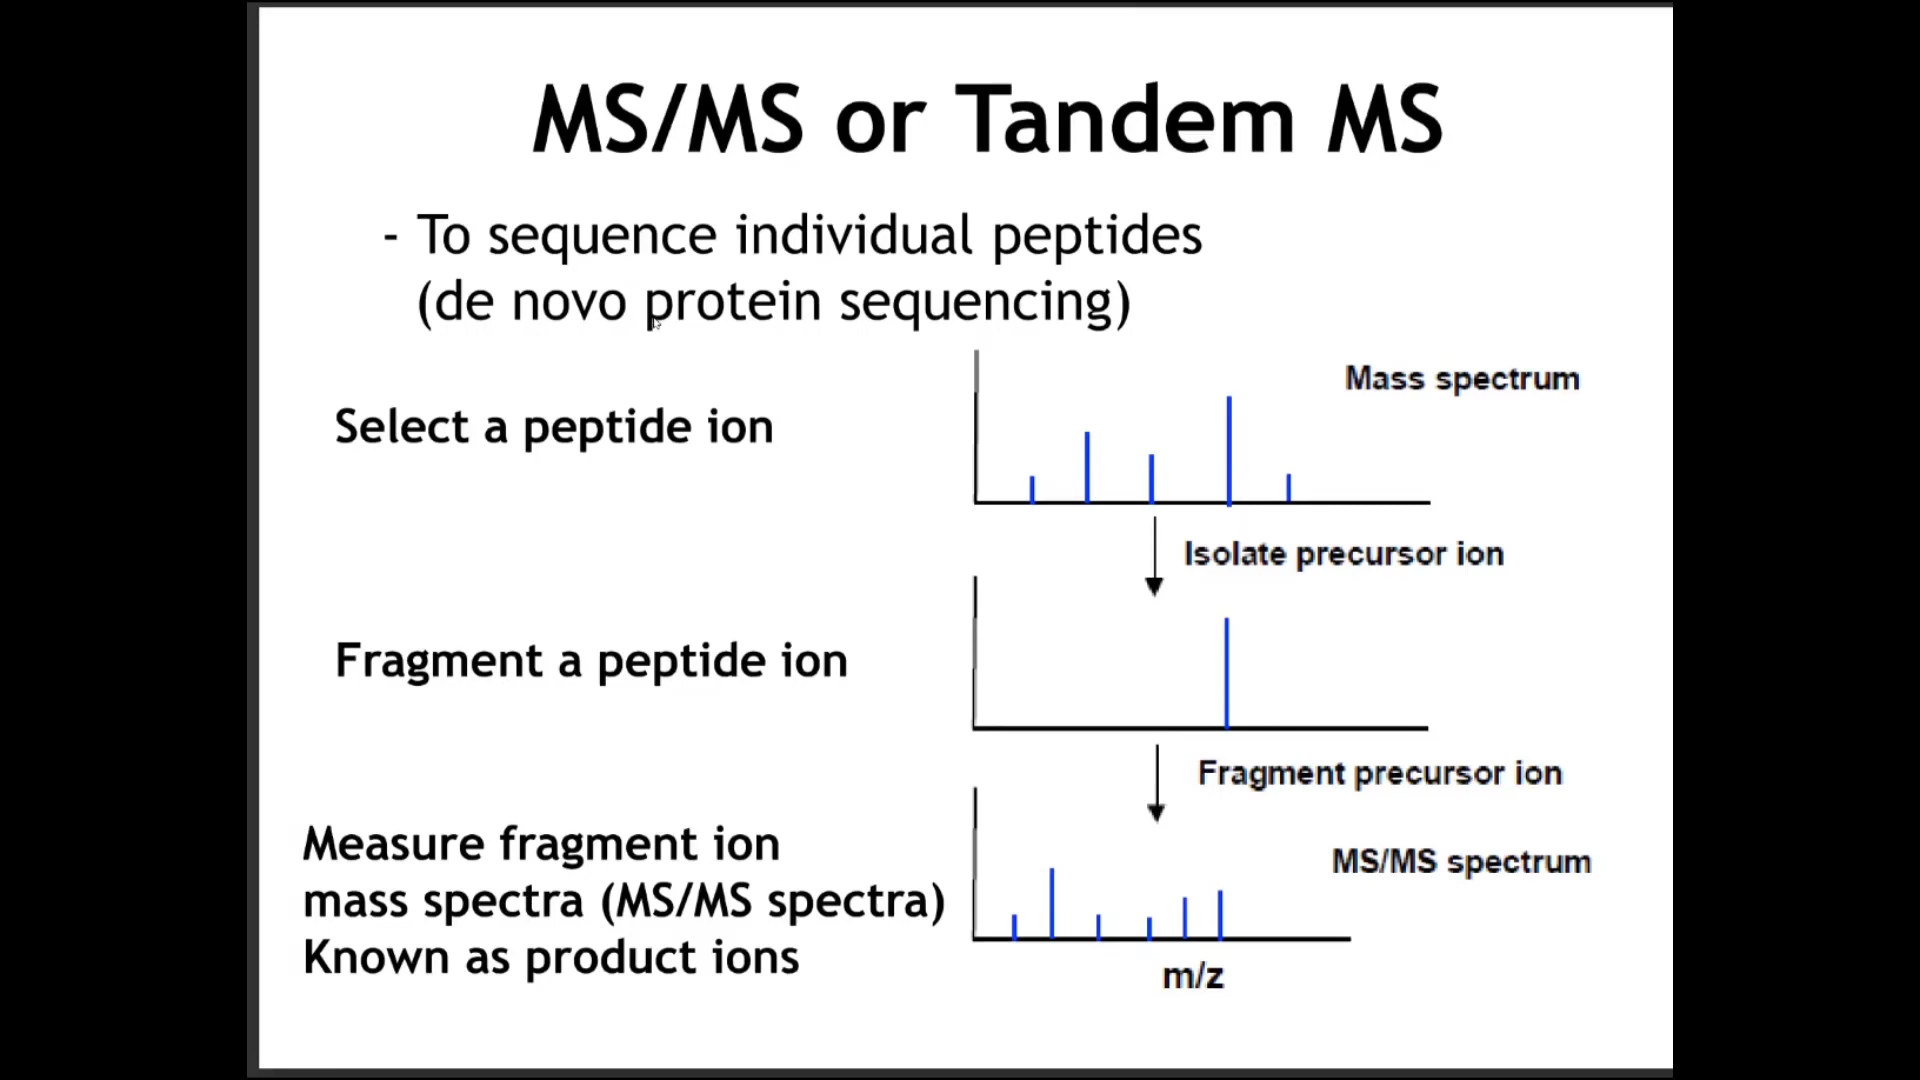 MS/MS or Tandem MS
- To sequence individual peptides
(de novo protein sequencing)
Mass spectrum
Select a peptide ion
Isolate precursor ion
Fragment a peptide ion
Fragment precursor ion
Measure fragment ion
mass spectra (MS/MS spectra)
Known as product ions
MS/MS spectrum
m/z